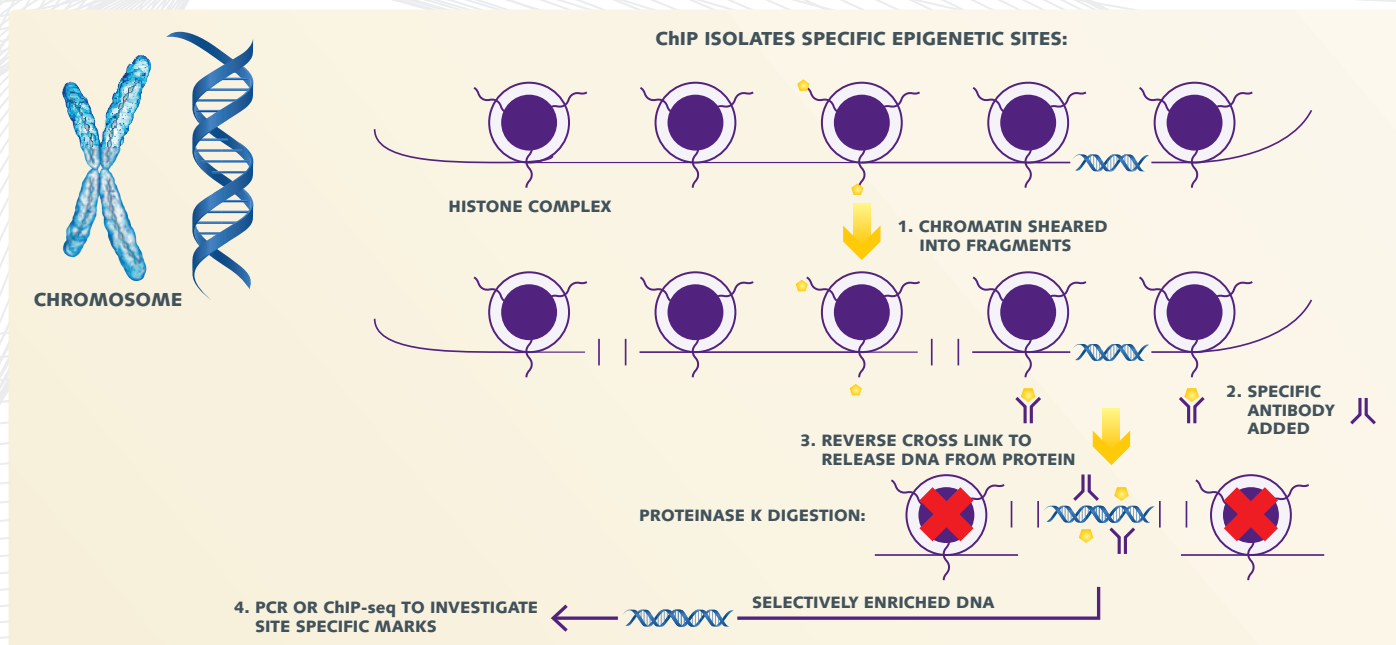 ChIP ISOLATES SPECIFIC EPIGENETIC SITES:
HISTONE COMPLEX
1. CHROMATIN SHEARED
INTO FRAGMENTS
CHROMOSOME
2. SPECIFIC
ANTIBODY
ADDED
3. REVERSE CROSS LINK TO
RELEASE DNA FROM PROTEIN
PROTEINASE K DIGESTION:
SELECTIVELY ENRICHED DNA
4. PCR OR ChIP-seq TO INVESTIGATE
SITE SPECIFIC MARKS